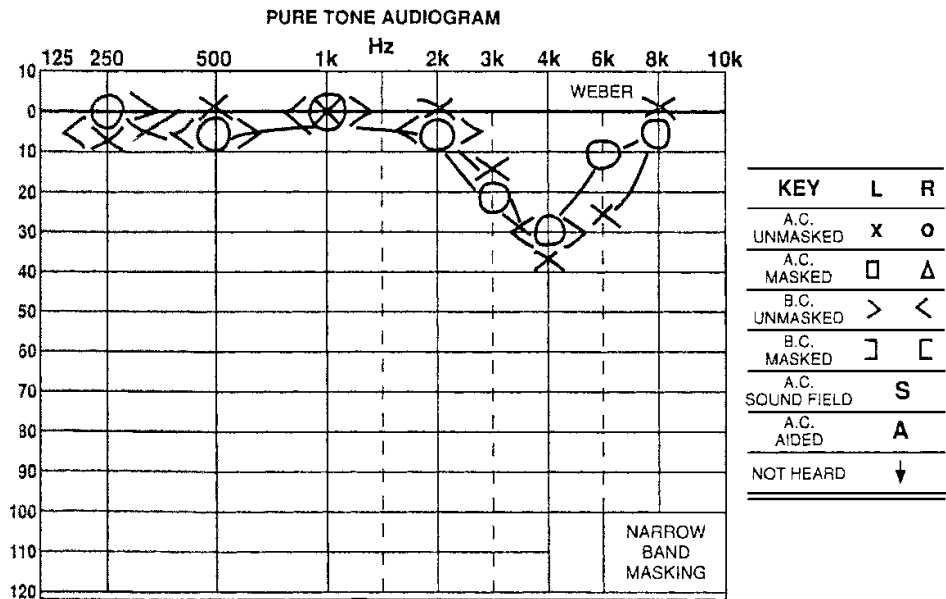 PURE TONE AUDIOGRAM
Hz
125 250 500 1k 2k 3k 4k 6k 8k 10k
10
0
10
20
30
40
50
60
70
80
90
100
110
120
WEBER
NARROW
BAND
MASKING
KEY L R
A.C.
UNMASKED x o
A.C.
MASKED □ Δ
B.C.
UNMASKED > <
B.C.
MASKED ] [
A.C.
SOUND FIELD S
A.C.
AIDED A
NOT HEARD ↓